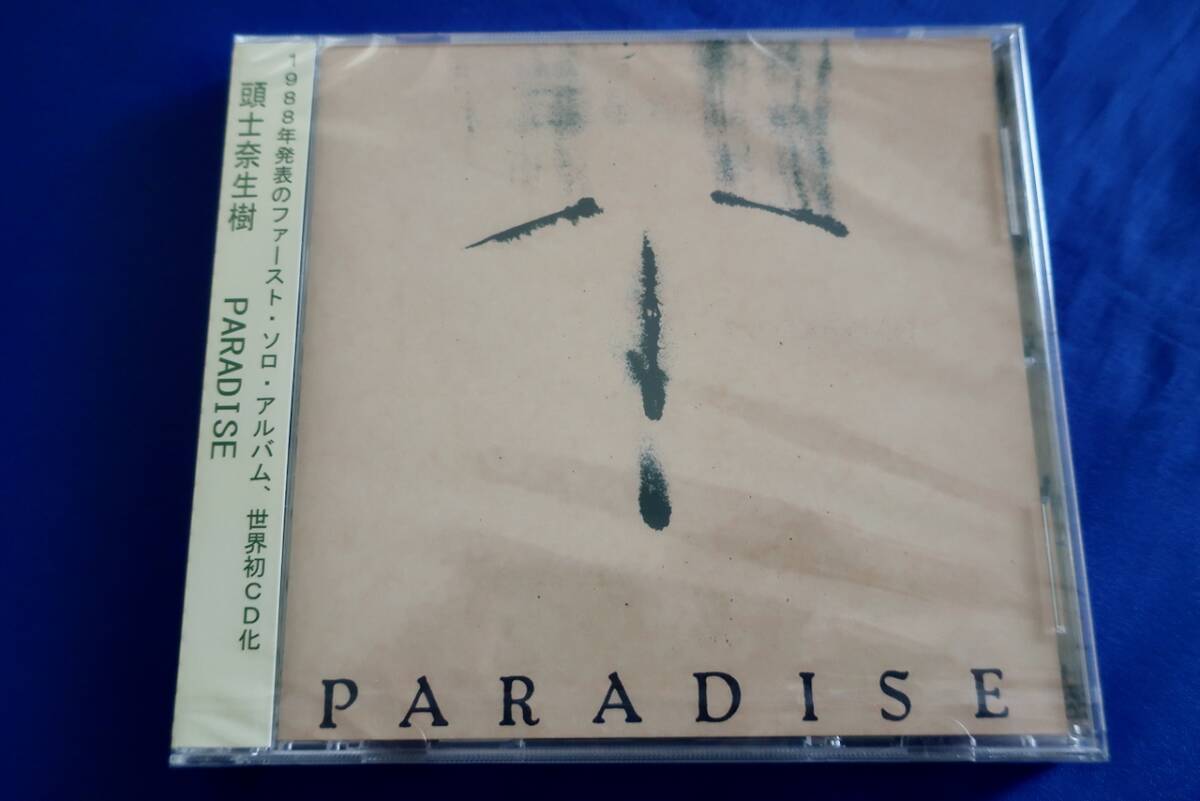 1988年発表のファースト・ソロ・アルバム、世界初CD化
頭士奈生樹 PARADISE
PARADISE